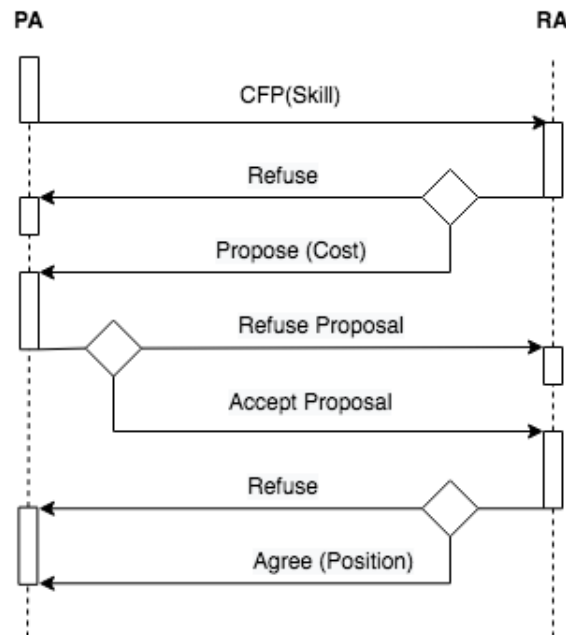 PA
RA
CFP(Skill)
Refuse
Propose (Cost)
Refuse Proposal
Accept Proposal
Refuse
Agree (Position)